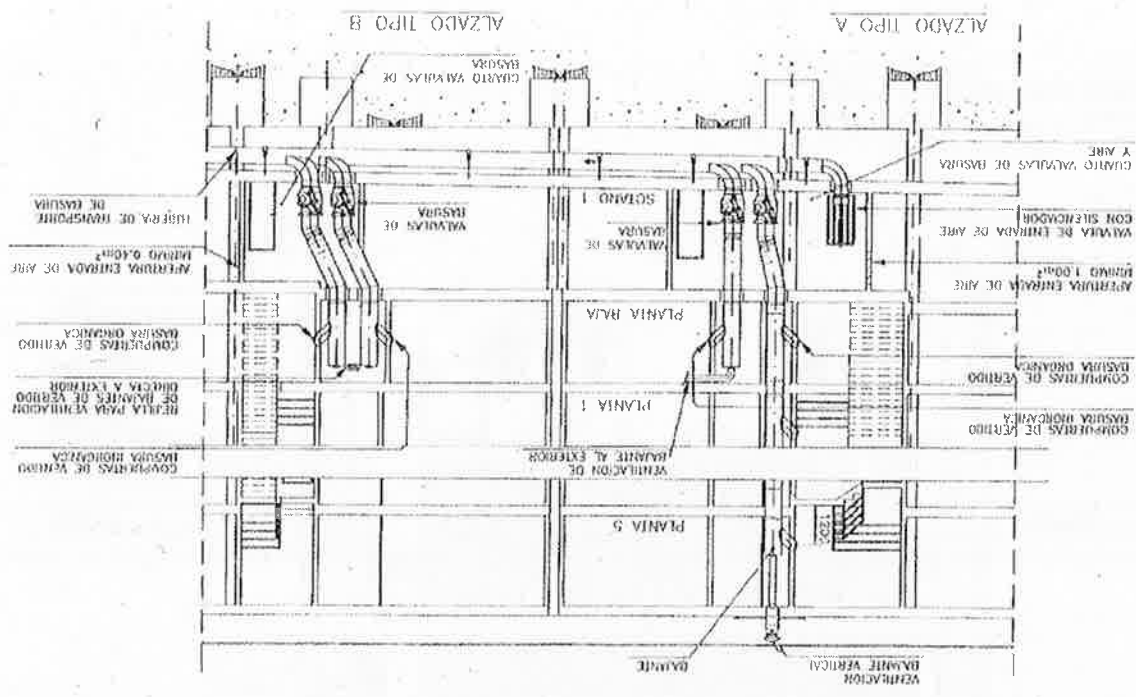 VENTILACION
BAJANTE VERTICAL
BAJANTE
1200
PLANTA 5
VENTILACION DE
BAJANTE AL EXTERIOR
COMPUERTAS DE VERTIDO
BASURA INORGANICA
COMPUERTAS DE VERTIDO
BASURA INORGANICA
PLANTA 1
REJILLA PARA VENTILACION
DE BAJANTES DE VERTIDO
DIRECTA A EXTERIOR
COMPUERTAS DE VERTIDO
BASURA ORGANICA
COMPUERTAS DE VERTIDO
BASURA ORGANICA
PLANTA BAJA
APERTURA ENTRADA DE AIRE
MINIMO 1.00m²
APERTURA ENTRADA DE AIRE
MINIMO 0.40m²
VALVULA DE ENTRADA DE AIRE
CON SILENCIADOR
VALVULAS DE
BASURA
SOTANO 1
VALVULAS DE
BASURA
TUBERIA DE TRANSPORTE
DE BASURA
CUARTO VALVULAS DE BASURA
Y AIRE
CUARTO VALVULAS DE
BASURA
ALZADO TIPO A
ALZADO TIPO B